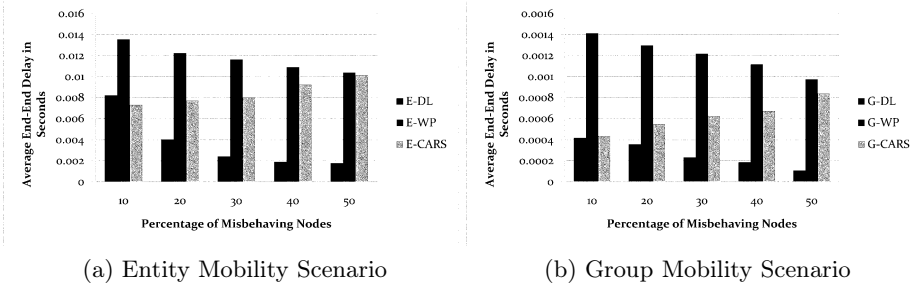 0.016
0.014
0.012
0.01
0.008
0.006
0.004
0.002
0
Average End-End Delay in
Seconds
10 20 30 40 50
Percentage of Misbehaving Nodes
E-DL
E-WP
E-CARS
(a) Entity Mobility Scenario
0.0016
0.0014
0.0012
0.001
0.0008
0.0006
0.0004
0.0002
0
Average End-End Delay in
Seconds
10 20 30 40 50
Percentage of Misbehaving Nodes
G-DL
G-WP
G-CARS
(b) Group Mobility Scenario